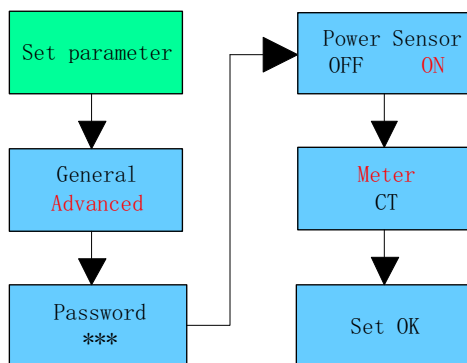 Set parameter
General
Advanced
Password
***
Power Sensor
OFF ON
Meter
CT
Set OK